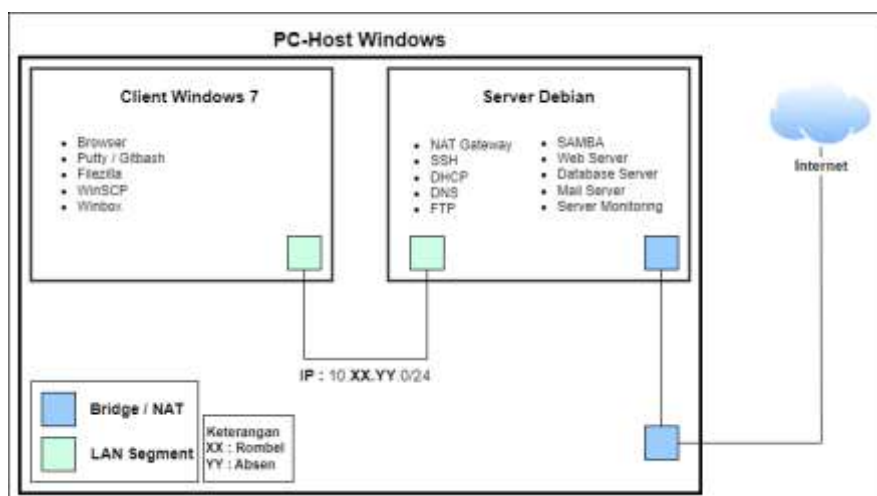 PC-Host Windows
Client Windows 7
Browser
Putty / Gitbash
Filezilla
WinSCP
Winbox
Server Debian
NAT Gateway
SSH
DHCP
DNS
FTP
SAMBA
Web Server
Database Server
Mail Server
Server Monitoring
Internet
IP : 10.XX.YY.0/24
Bridge / NAT
LAN Segment
Keterangan
XX : Rombel
YY : Absen